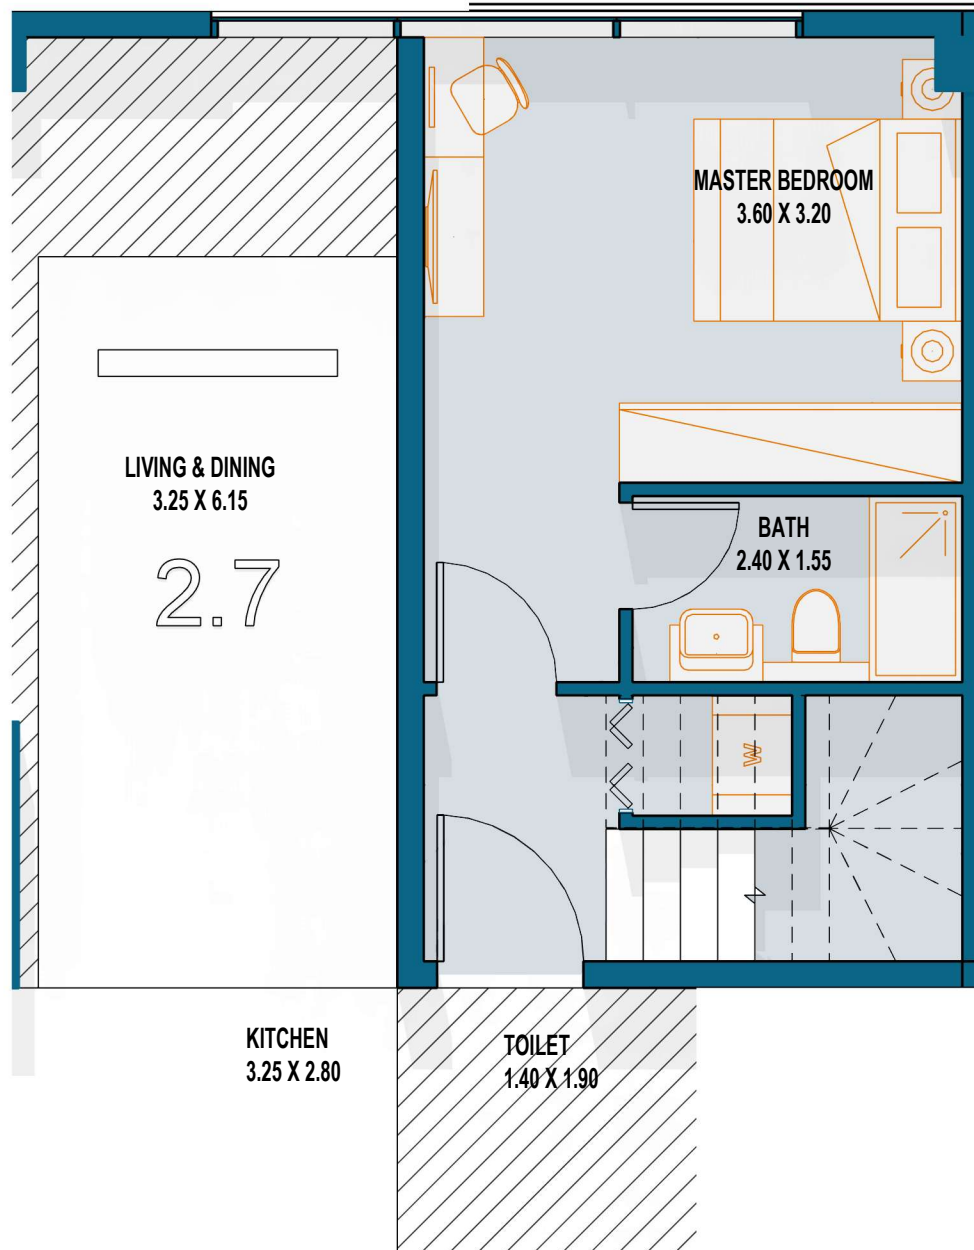 MASTER BEDROOM
3.60 X 3.20
LIVING & DINING
3.25 X 6.15
2.7
BATH
2.40 X 1.55
W
KITCHEN
3.25 X 2.80
TOILET
1.40 X 1.90